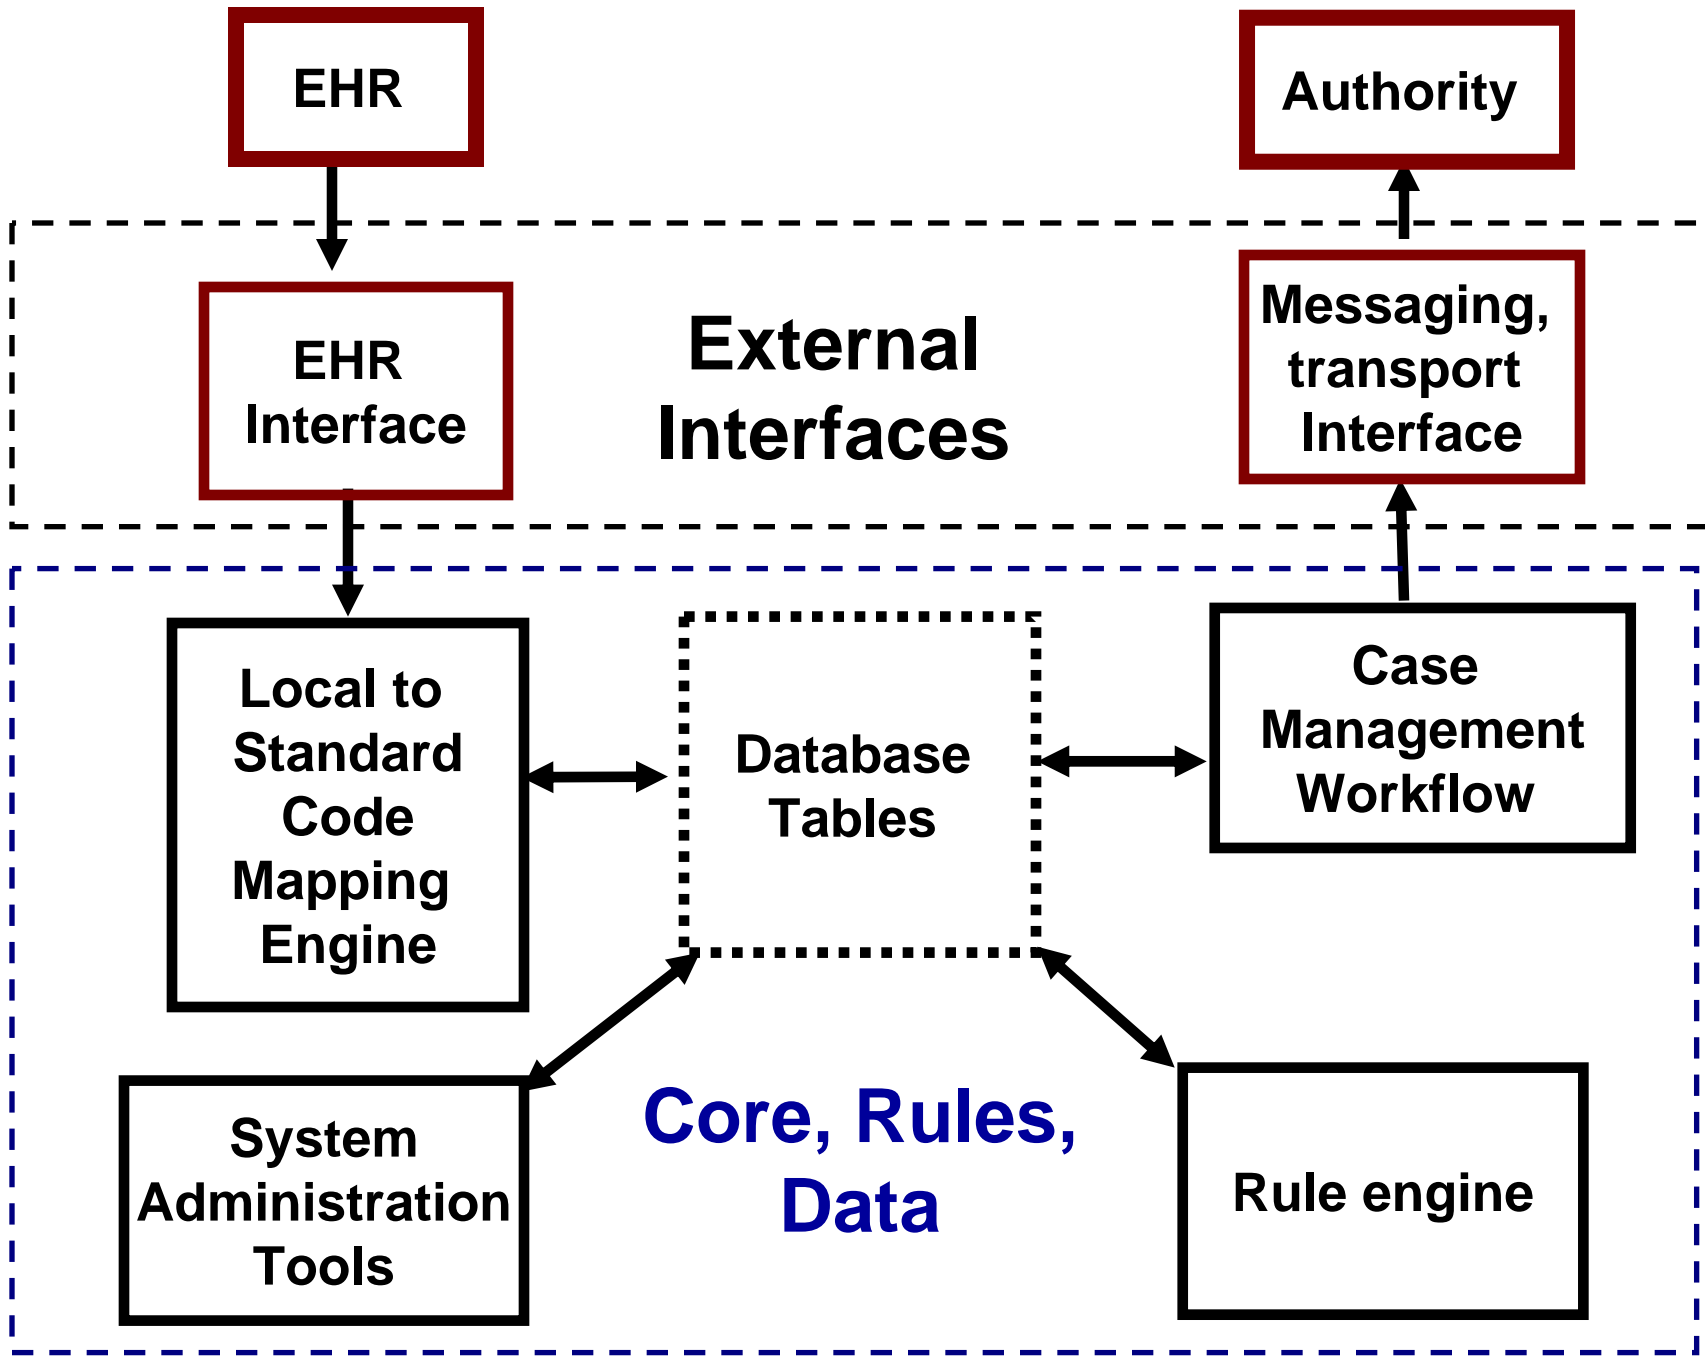 EHR
Authority
EHR
Interface
External
Interfaces
Messaging,
transport
Interface
Local to
Standard
Code
Mapping
Engine
Database
Tables
Case
Management
Workflow
System
Administration
Tools
Core, Rules,
Data
Rule engine